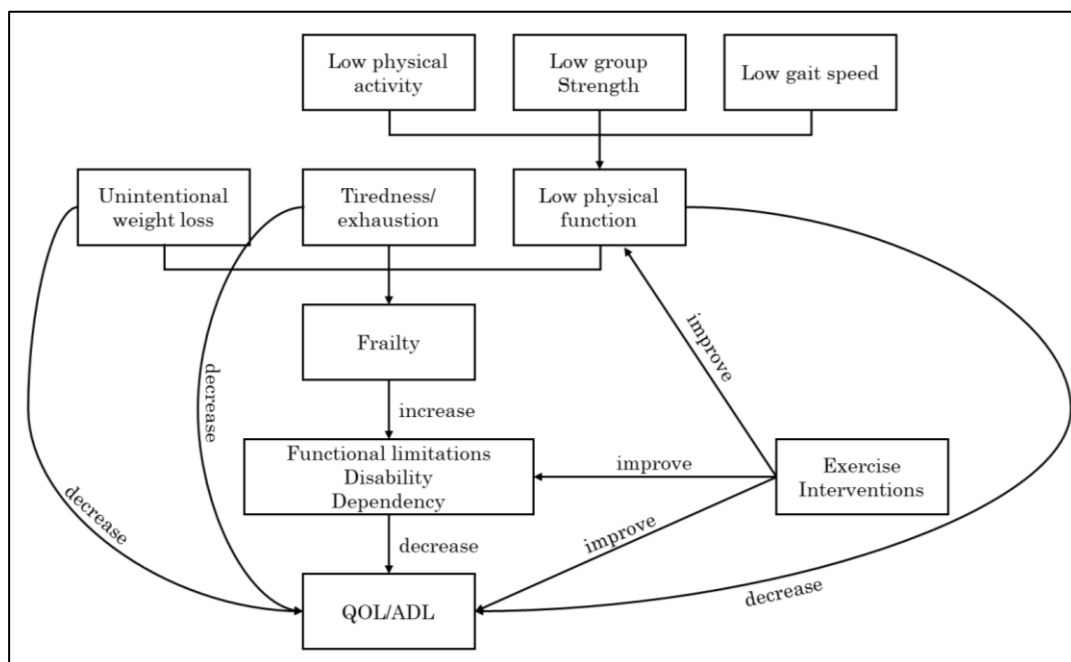 Low physical
activity
Low group
Strength
Low gait speed
Unintentional
weight loss
Tiredness/
exhaustion
Low physical
function
Frailty
improve
decrease
increase
Functional limitations
Disability
Dependency
improve
Exercise
Interventions
decrease
decrease
improve
decrease
QOL/ADL